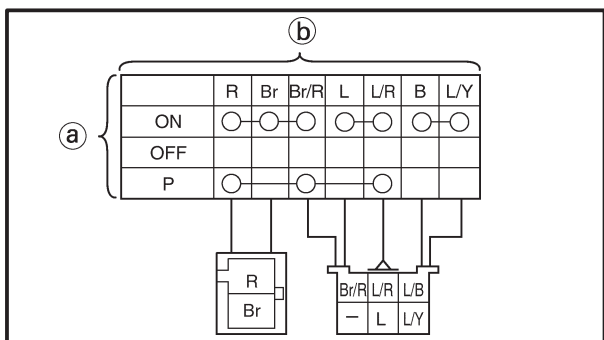 ⓑ
R Br Br/R L L/R B L/Y
ⓐ
ON
OFF
P
R
Br
Br/R L/R L/B
– L L/Y